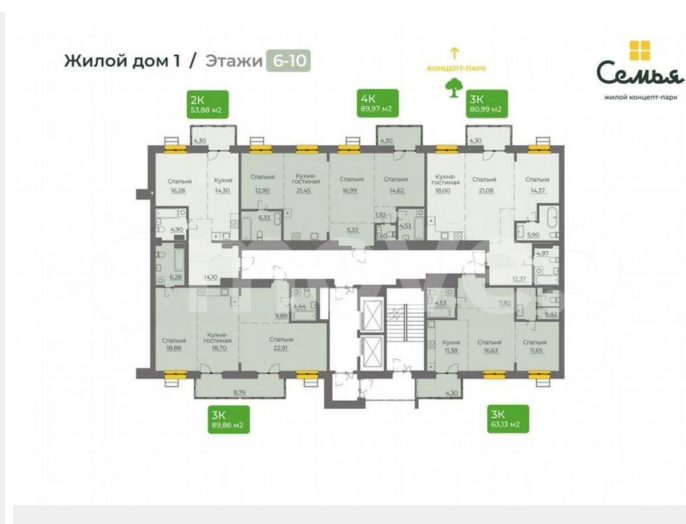 Жилой дом 1 / Этажи 6-10
КОНЦЕПТ-ПАРК
Семья
жилой концепт-парк
2К
53,88 м2
4К
89,97 м2
3К
80,99 м2
4,30
4,30
4,30
Спальня
16,28
Кухня
14,30
Спальня
12,90
Кухня-
гостиная
21,45
Спальня
16,99
Спальня
14,62
Кухня-
гостиная
18,00
Спальня
21,08
Спальня
14,37
4,90
6,33
1,92
4,53
5,33
5,90
4,97
6,28
14,30
12,37
4,44
9,89
4,53
7,82
Спальня
18,88
Кухня-
гостиная
18,70
Спальня
22,91
Кухня
11,38
Спальня
16,63
Спальня
11,65
8,76
4,30
3К
89,86 м2
3К
63,13 м2